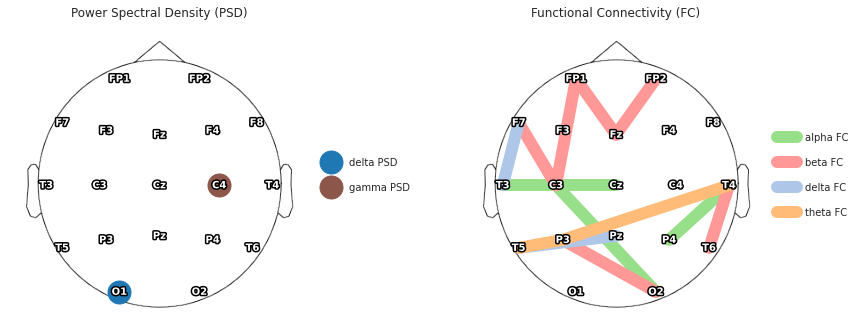 Power Spectral Density (PSD)
FP1 FP2
F7 F3 Fz F4 F8
T3 C3 Cz C4 T4
T5 P3 Pz P4 T6
O1 O2
delta PSD
gamma PSD
Functional Connectivity (FC)
FP1 FP2
F7 F3 Fz F4 F8
T3 C3 Cz C4 T4
T5 P3 Pz P4 T6
O1 O2
alpha FC
beta FC
delta FC
theta FC